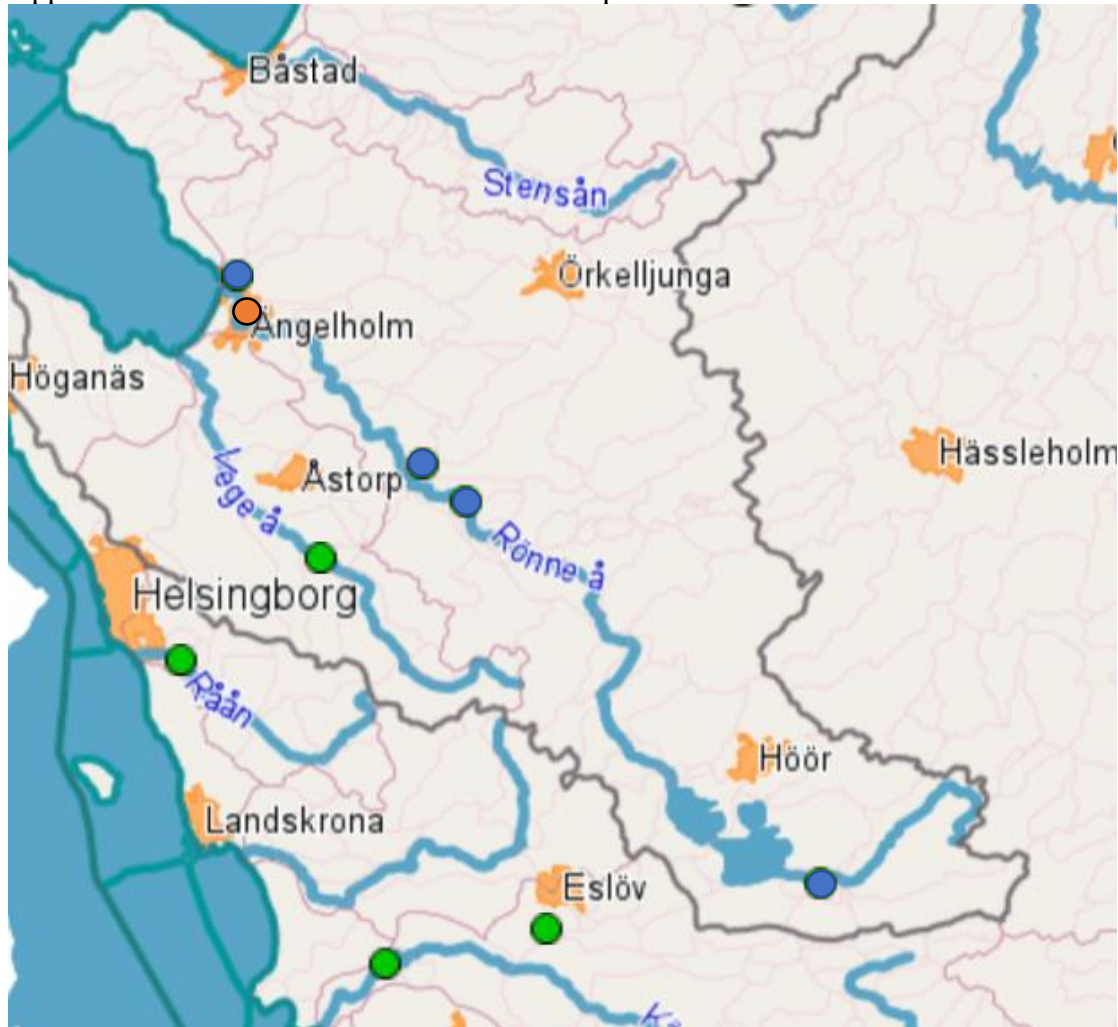 Båstad
Stensån
Örkelljunga
Ängelholm
Höganäs
Hässleholm
Åstorp
Vege å
Rönne å
Helsingborg
Råån
Höör
Landskrona
Eslöv